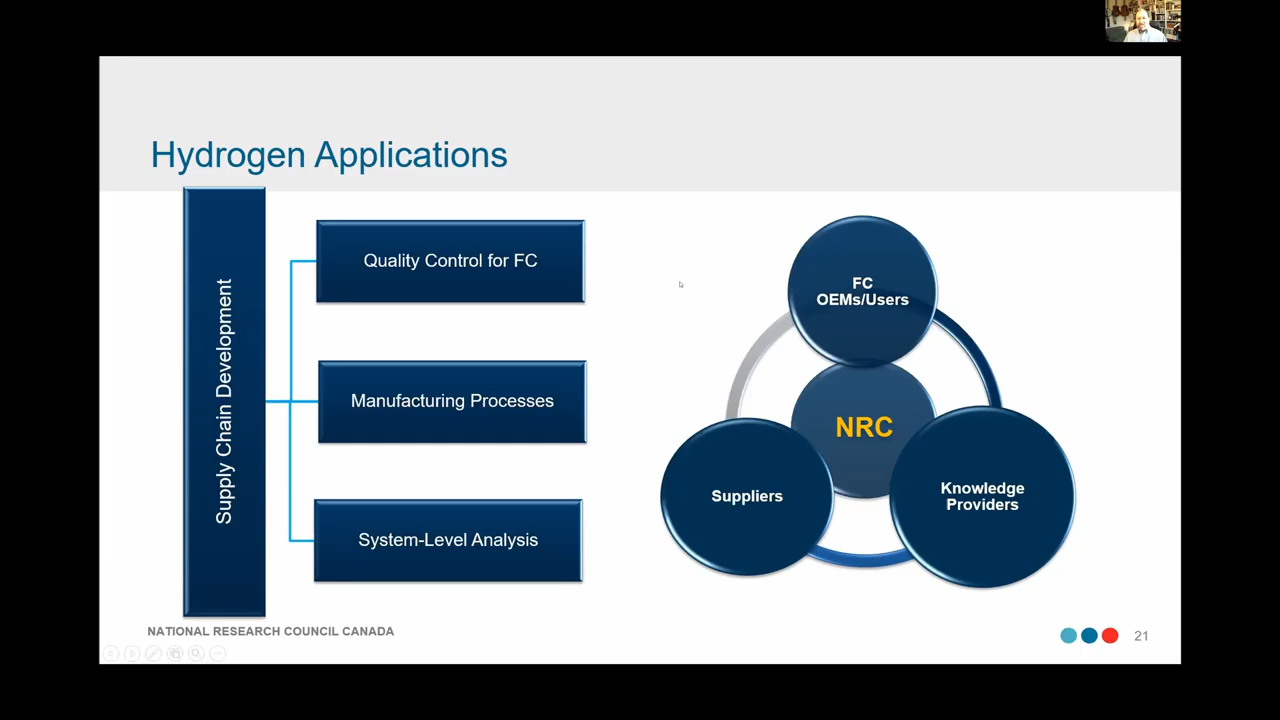 Hydrogen Applications
Supply Chain Development
Quality Control for FC
Manufacturing Processes
System-Level Analysis
FC
OEMs/Users
NRC
Suppliers
Knowledge
Providers
NATIONAL RESEARCH COUNCIL CANADA
21